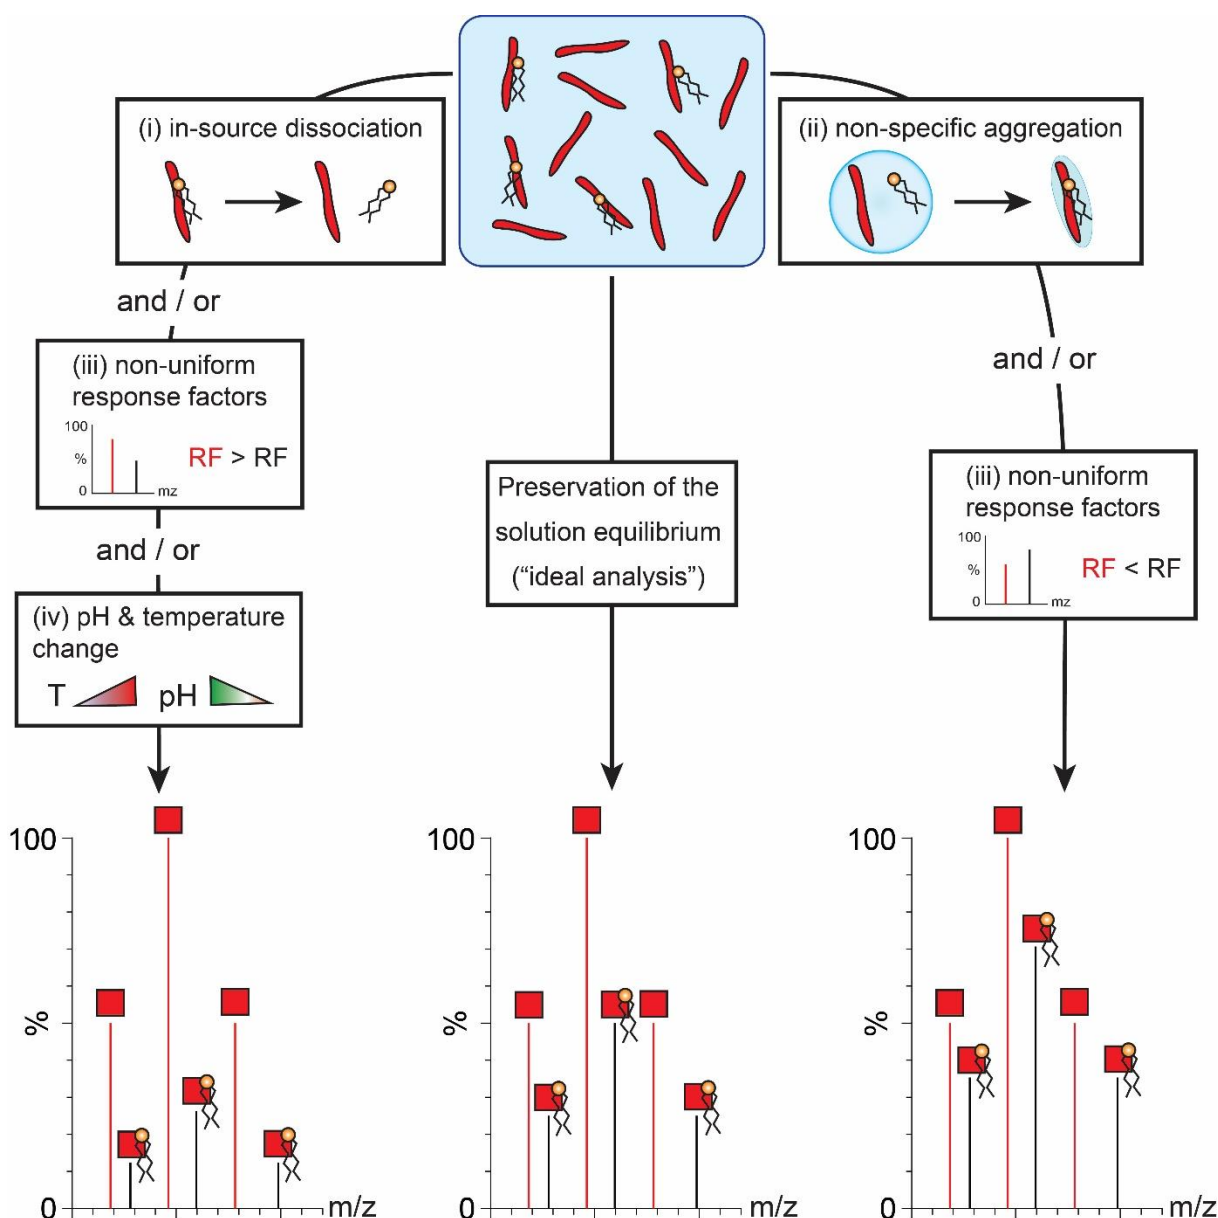 (i) in-source dissociation
(ii) non-specific aggregation
and / or
(iii) non-uniform
response factors
100
%
0
mz
RF > RF
and / or
(iv) pH & temperature
change
T
pH
Preservation of the
solution equilibrium
(“ideal analysis”)
and / or
(iii) non-uniform
response factors
100
%
0
mz
RF < RF
100
%
0
m/z
100
%
0
m/z
100
%
0
m/z